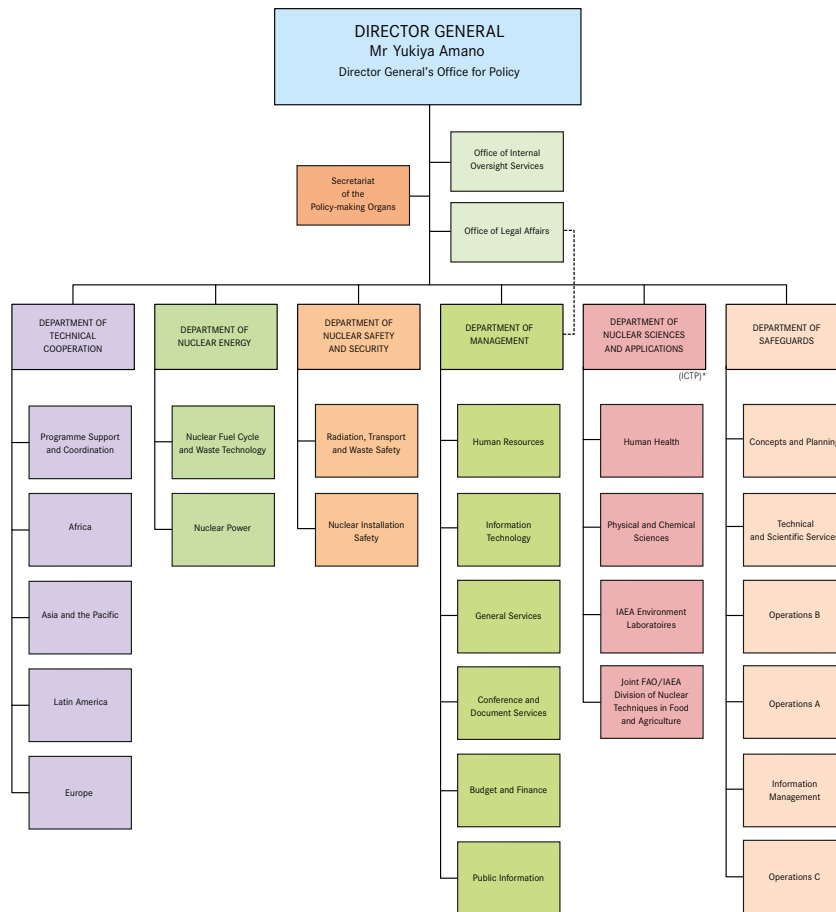 DIRECTOR GENERAL
Mr Yukiya Amano
Director General's Office for Policy
Office of Internal
Oversight Services
Secretariat
of the
Policy-making Organs
Office of Legal Affairs
DEPARTMENT OF
TECHNICAL
COOPERATION
DEPARTMENT OF
NUCLEAR ENERGY
DEPARTMENT OF
NUCLEAR SAFETY
AND SECURITY
DEPARTMENT OF
MANAGEMENT
DEPARTMENT OF
NUCLEAR SCIENCES
AND APPLICATIONS
DEPARTMENT OF
SAFEGUARDS
(ICTP)*
Programme Support
and Coordination
Nuclear Fuel Cycle
and Waste Technology
Radiation, Transport
and Waste Safety
Human Resources
Human Health
Concepts and Planning
Africa
Nuclear Power
Nuclear Installation
Safety
Information
Technology
Physical and Chemical
Sciences
Technical
and Scientific Services
Asia and the Pacific
General Services
IAEA Environment
Laboratoires
Operations B
Latin America
Conference and
Document Services
Joint FAO/IAEA
Division of Nuclear
Techniques in Food
and Agriculture
Operations A
Europe
Budget and Finance
Information
Management
Public Information
Operations C